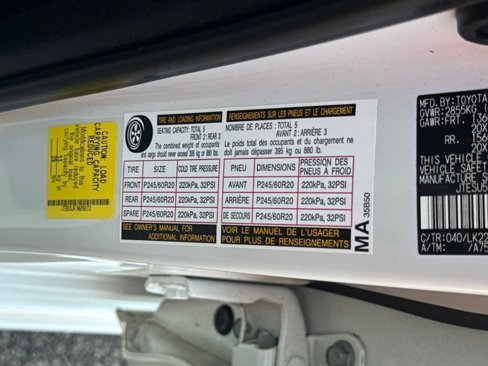 TIRE AND LOADING INFORMATION
SEATING CAPACITY: TOTAL 5
FRONT 2: REAR 3
The combined weight of occupants
and cargo should never exceed 395 kg or 880 lbs.
TIRE SIZE COLD TIRE PRESSURE
FRONT P245/60R20 220kPa, 32PSI
REAR P245/60R20 220kPa, 32PSI
SPARE P245/60R20 220kPa, 32PSI
SEE OWNER'S MANUAL FOR
ADDITIONAL INFORMATION
RENSEIGNEMENTS SUR LES PNEUS ET LE CHARGEMENT
NOMBRE DE PLACES : TOTAL 5
AVANT 2: ARRIÈRE 3
Le poids total des occupants et du chargement ne
doit jamais dépasser 395 kg ou 880 lb.
PNEU DIMENSIONS PRESSION DES
PNEUS À FROID
AVANT P245/60R20 220kPa, 32PSI
ARRIÈRE P245/60R20 220kPa, 32PSI
DE SECOURS P245/60R20 220kPa, 32PSI
VOIR LE MANUEL DE L'USAGER
POUR PLUS DE RENSEIGNEMENTS
MA 35B50
CAUTION - LOAD
CARRYING CAPACITY
REDUCED
MFD.BY:TOYOTA
GVWR:2855KG
GAWR:FRT. 136
RR.
THIS VEHICLE
VEHICLE SAFET
MANUFACTURE
JTESU5
C/TR:040/LK22
A/TM: /A75